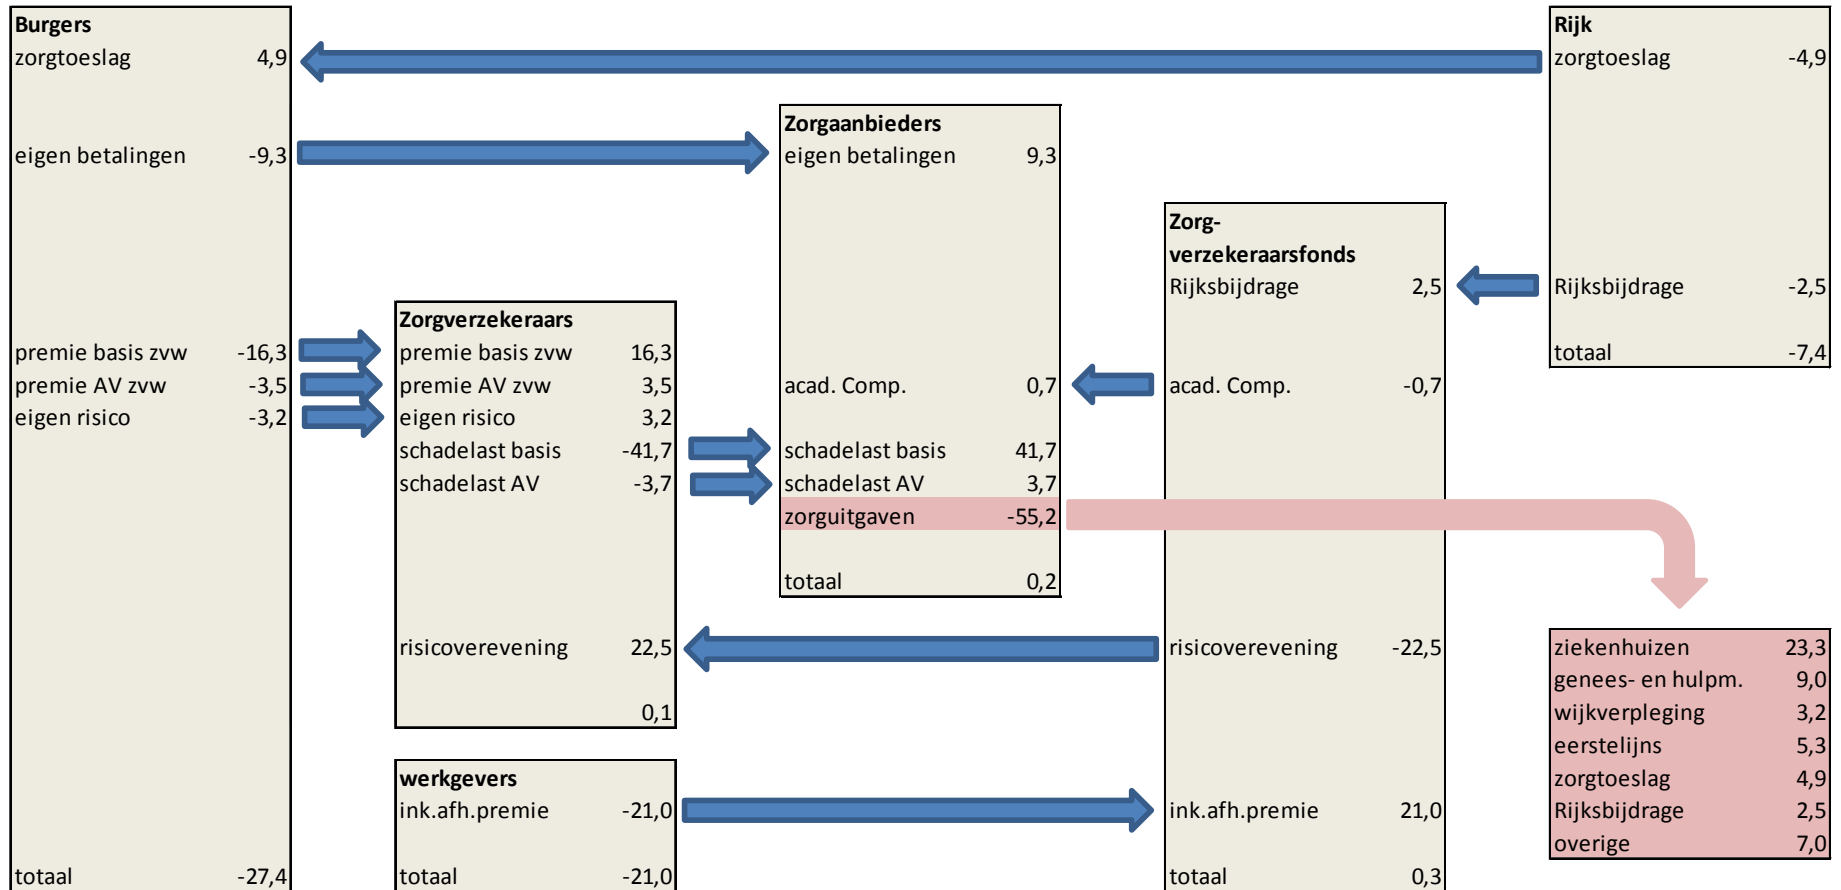 Burgers
zorgtoeslag 4,9
eigen betalingen -9,3
premie basis zvw -16,3
premie AV zvw -3,5
eigen risico -3,2
totaal -27,4
Zorgverzekeraars
premie basis zvw 16,3
premie AV zvw 3,5
eigen risico 3,2
schadelast basis -41,7
schadelast AV -3,7
risicoverevening 22,5
0,1
werkgevers
ink.afh.premie -21,0
totaal -21,0
Zorgaanbieders
eigen betalingen 9,3
acad. Comp. 0,7
schadelast basis 41,7
schadelast AV 3,7
zorguitgaven -55,2
totaal 0,2
Zorg-
verzekeraarsfonds
Rijksbijdrage 2,5
acad. Comp. -0,7
risicoverevening -22,5
ink.afh.premie 21,0
totaal 0,3
Rijk
zorgtoeslag -4,9
Rijksbijdrage -2,5
totaal -7,4
ziekenhuizen 23,3
genees- en hulpm. 9,0
wijkverpleging 3,2
eerstelijns 5,3
zorgtoeslag 4,9
Rijksbijdrage 2,5
overige 7,0